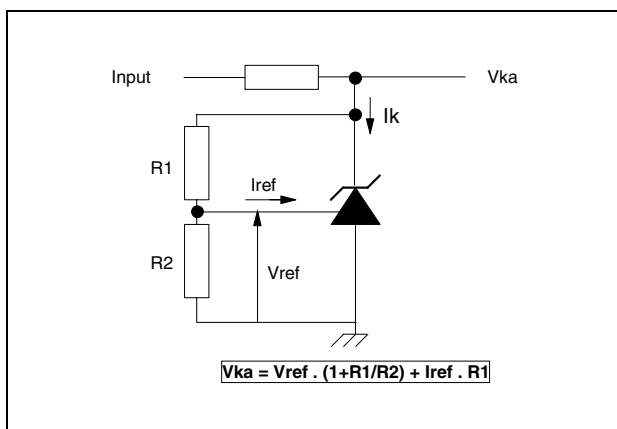 Input
Vka
Ik
R1
Iref
R2
Vref
Vka = Vref . (1+R1/R2) + Iref . R1